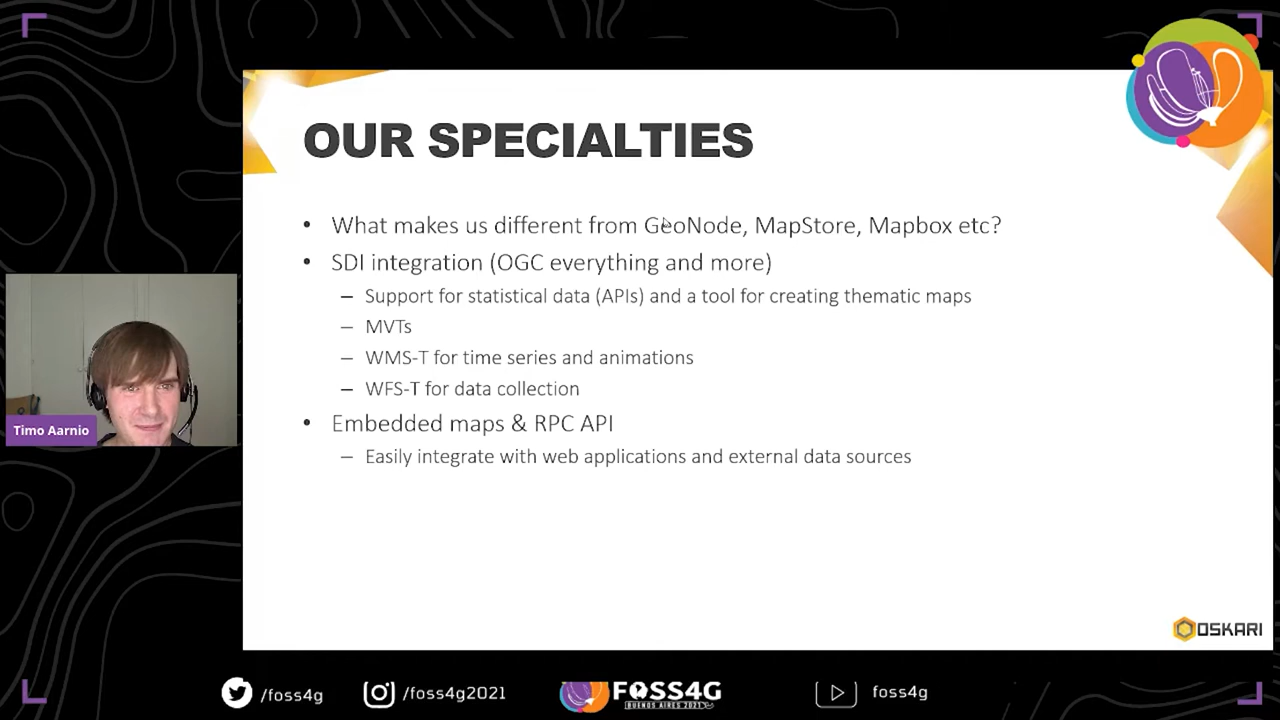 OUR SPECIALTIES
• What makes us different from GeoNode, MapStore, Mapbox etc?
• SDI integration (OGC everything and more)
– Support for statistical data (APIs) and a tool for creating thematic maps
– MVTs
– WMS-T for time series and animations
– WFS-T for data collection
• Embedded maps & RPC API
– Easily integrate with web applications and external data sources
Timo Aarnio
OSKARI
/foss4g
/foss4g2021
FOSS4G
BUENOS AIRES 2021
foss4g